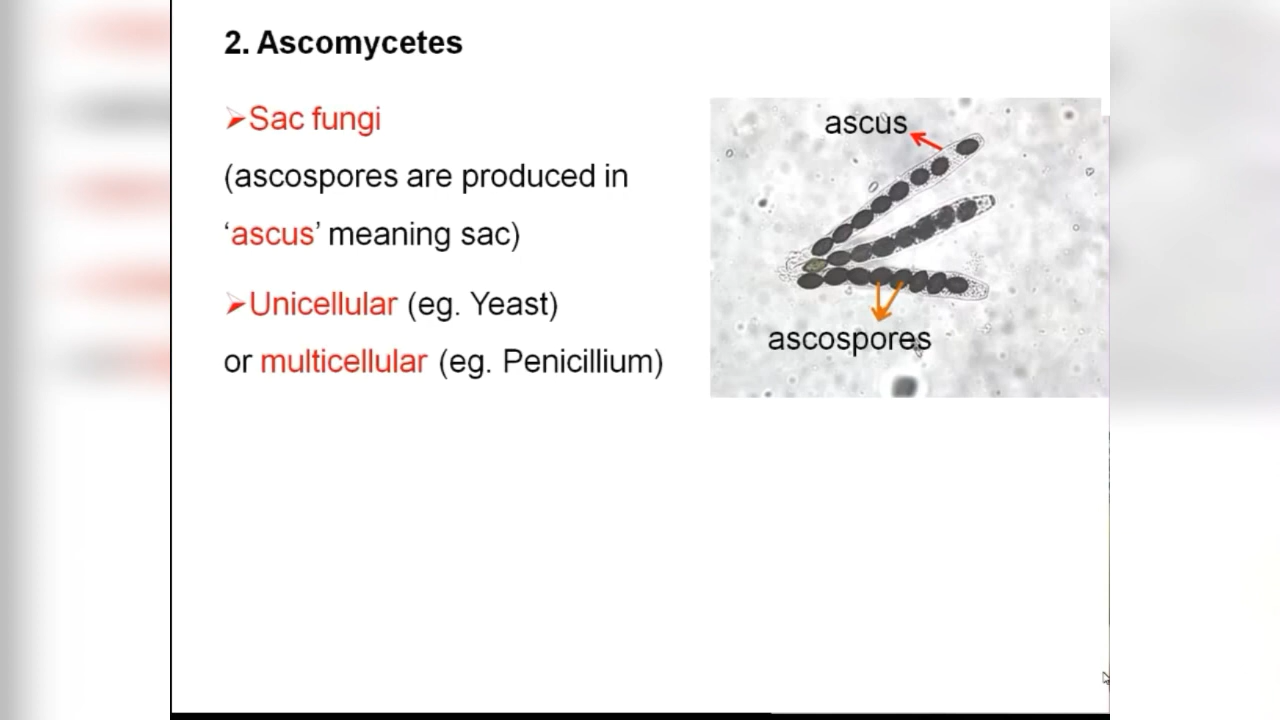 2. Ascomycetes
➢Sac fungi
(ascospores are produced in
‘ascus’ meaning sac)
➢Unicellular (eg. Yeast)
or multicellular (eg. Penicillium)
ascus
ascospores